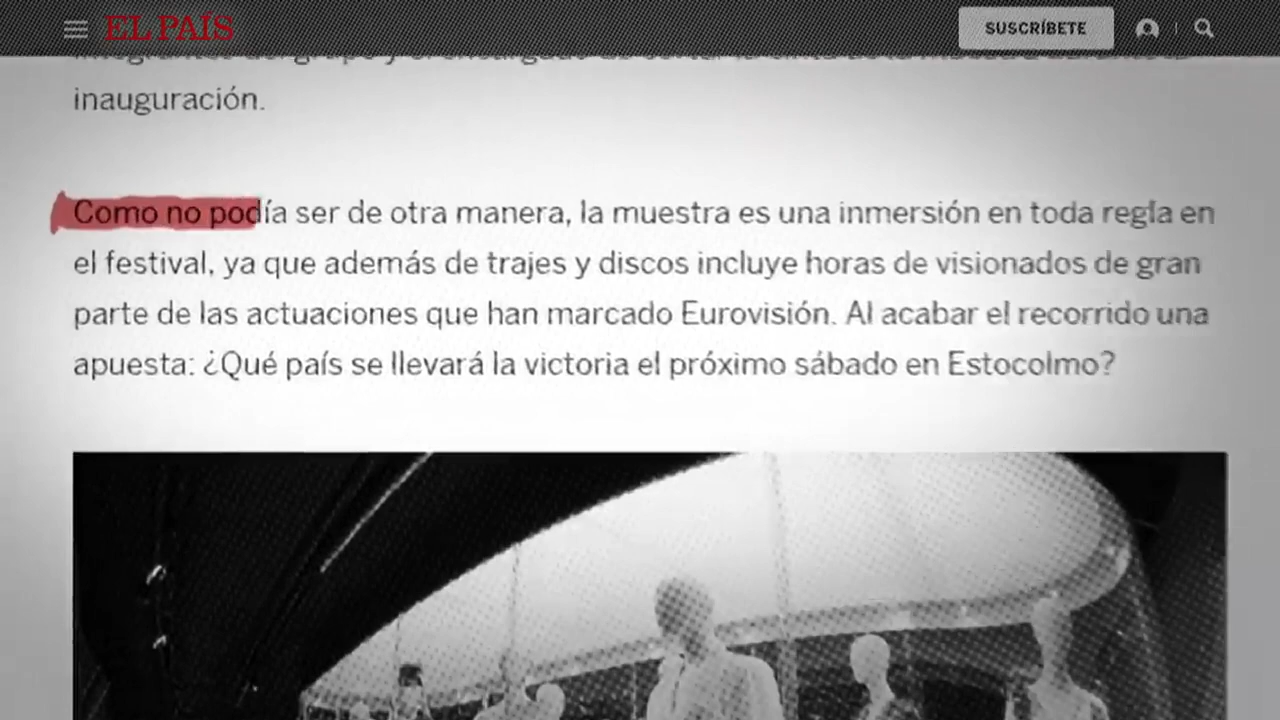 EL PAÍS
SUSCRÍBETE
inauguración.
Como no podía ser de otra manera, la muestra es una inmersión en toda regla en
el festival, ya que además de trajes y discos incluye horas de visionados de gran
parte de las actuaciones que han marcado Eurovisión. Al acabar el recorrido una
apuesta: ¿Qué país se llevará la victoria el próximo sábado en Estocolmo?